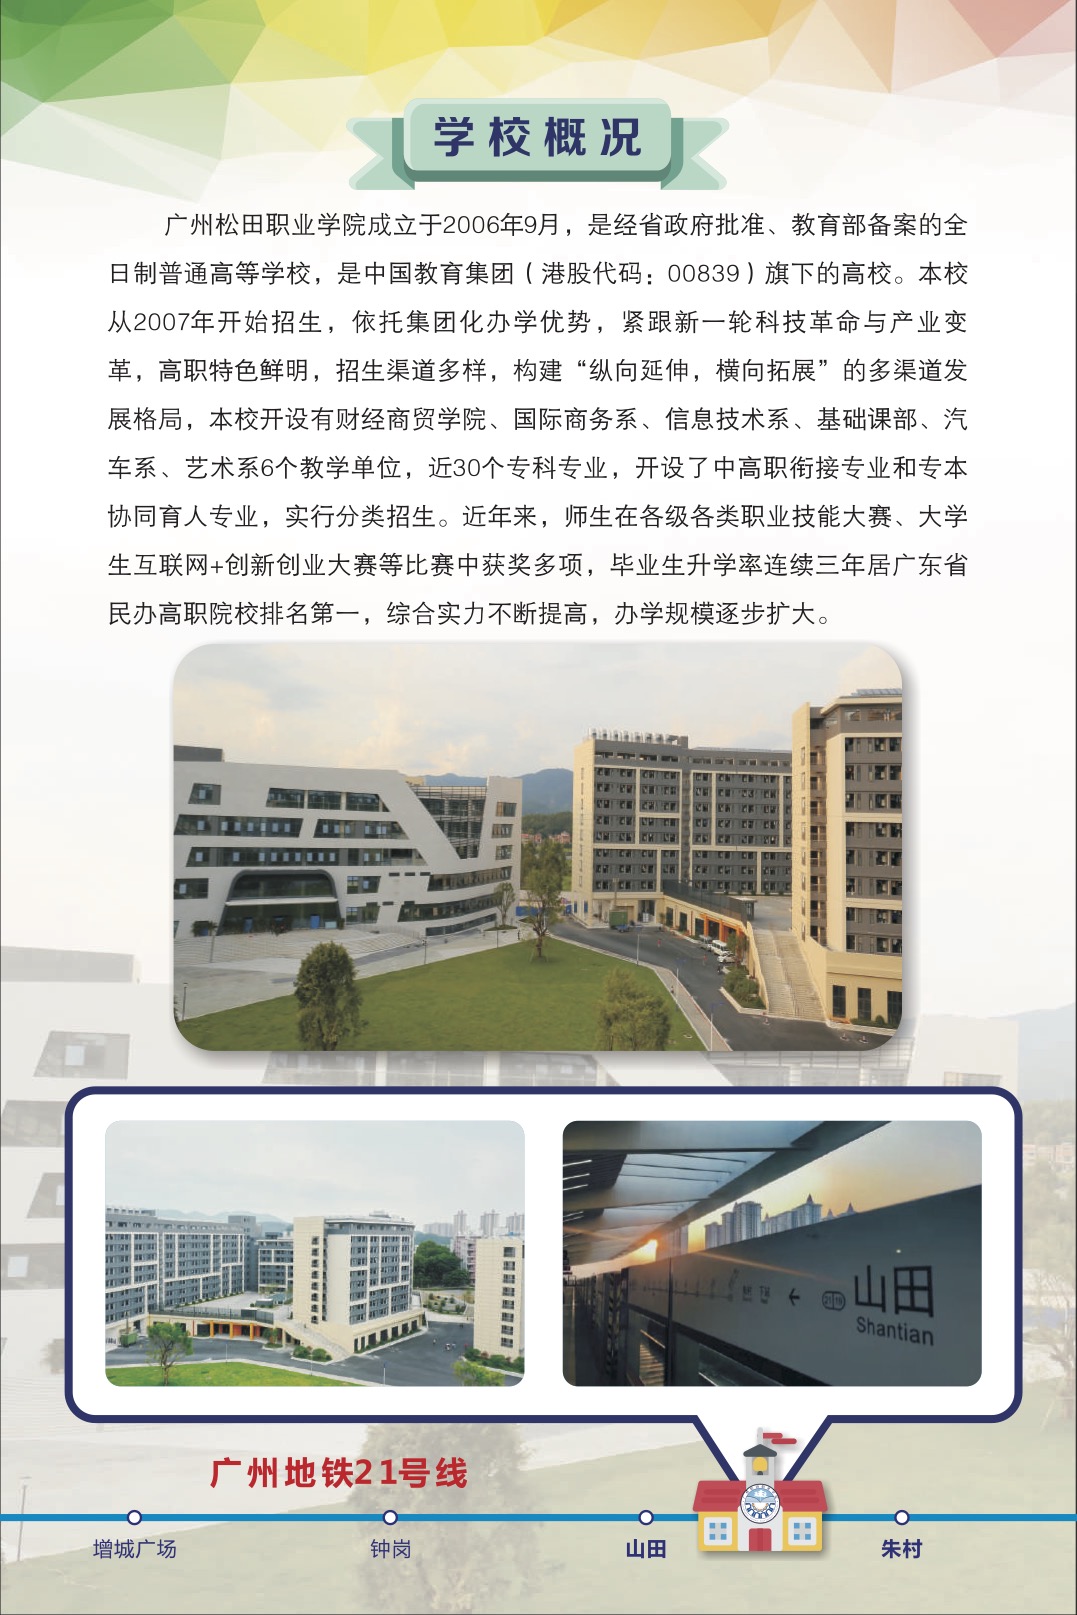 学校概况
广州松田职业学院成立于2006年9月，是经省政府批准、教育部备案的全
日制普通高等学校，是中国教育集团（港股代码：00839）旗下的高校。本校
从2007年开始招生，依托集团化办学优势，紧跟新一轮科技革命与产业变
革，高职特色鲜明，招生渠道多样，构建“纵向延伸，横向拓展”的多渠道发
展格局，本校开设有财经商贸学院、国际商务系、信息技术系、基础课部、汽
车系、艺术系6个教学单位，近30个专科专业，开设了中高职衔接专业和专本
协同育人专业，实行分类招生。近年来，师生在各级各类职业技能大赛、大学
生互联网+创新创业大赛等比赛中获奖多项，毕业生升学率连续三年居广东省
民办高职院校排名第一，综合实力不断提高，办学规模逐步扩大。
山田
Shantian
广州地铁21号线
增城广场
钟岗
山田
朱村